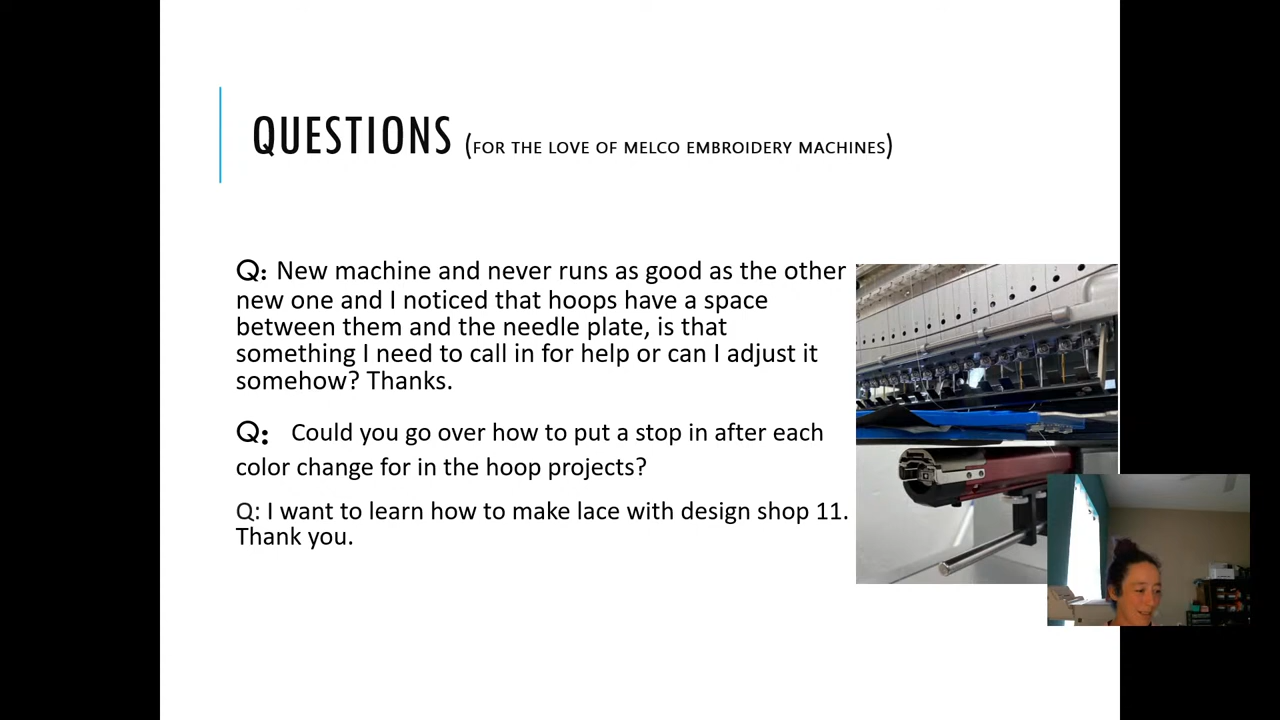 QUESTIONS (FOR THE LOVE OF MELCO EMBROIDERY MACHINES)
Q: New machine and never runs as good as the other
new one and I noticed that hoops have a space
between them and the needle plate, is that
something I need to call in for help or can I adjust it
somehow? Thanks.
Q: Could you go over how to put a stop in after each
color change for in the hoop projects?
Q: I want to learn how to make lace with design shop 11.
Thank you.